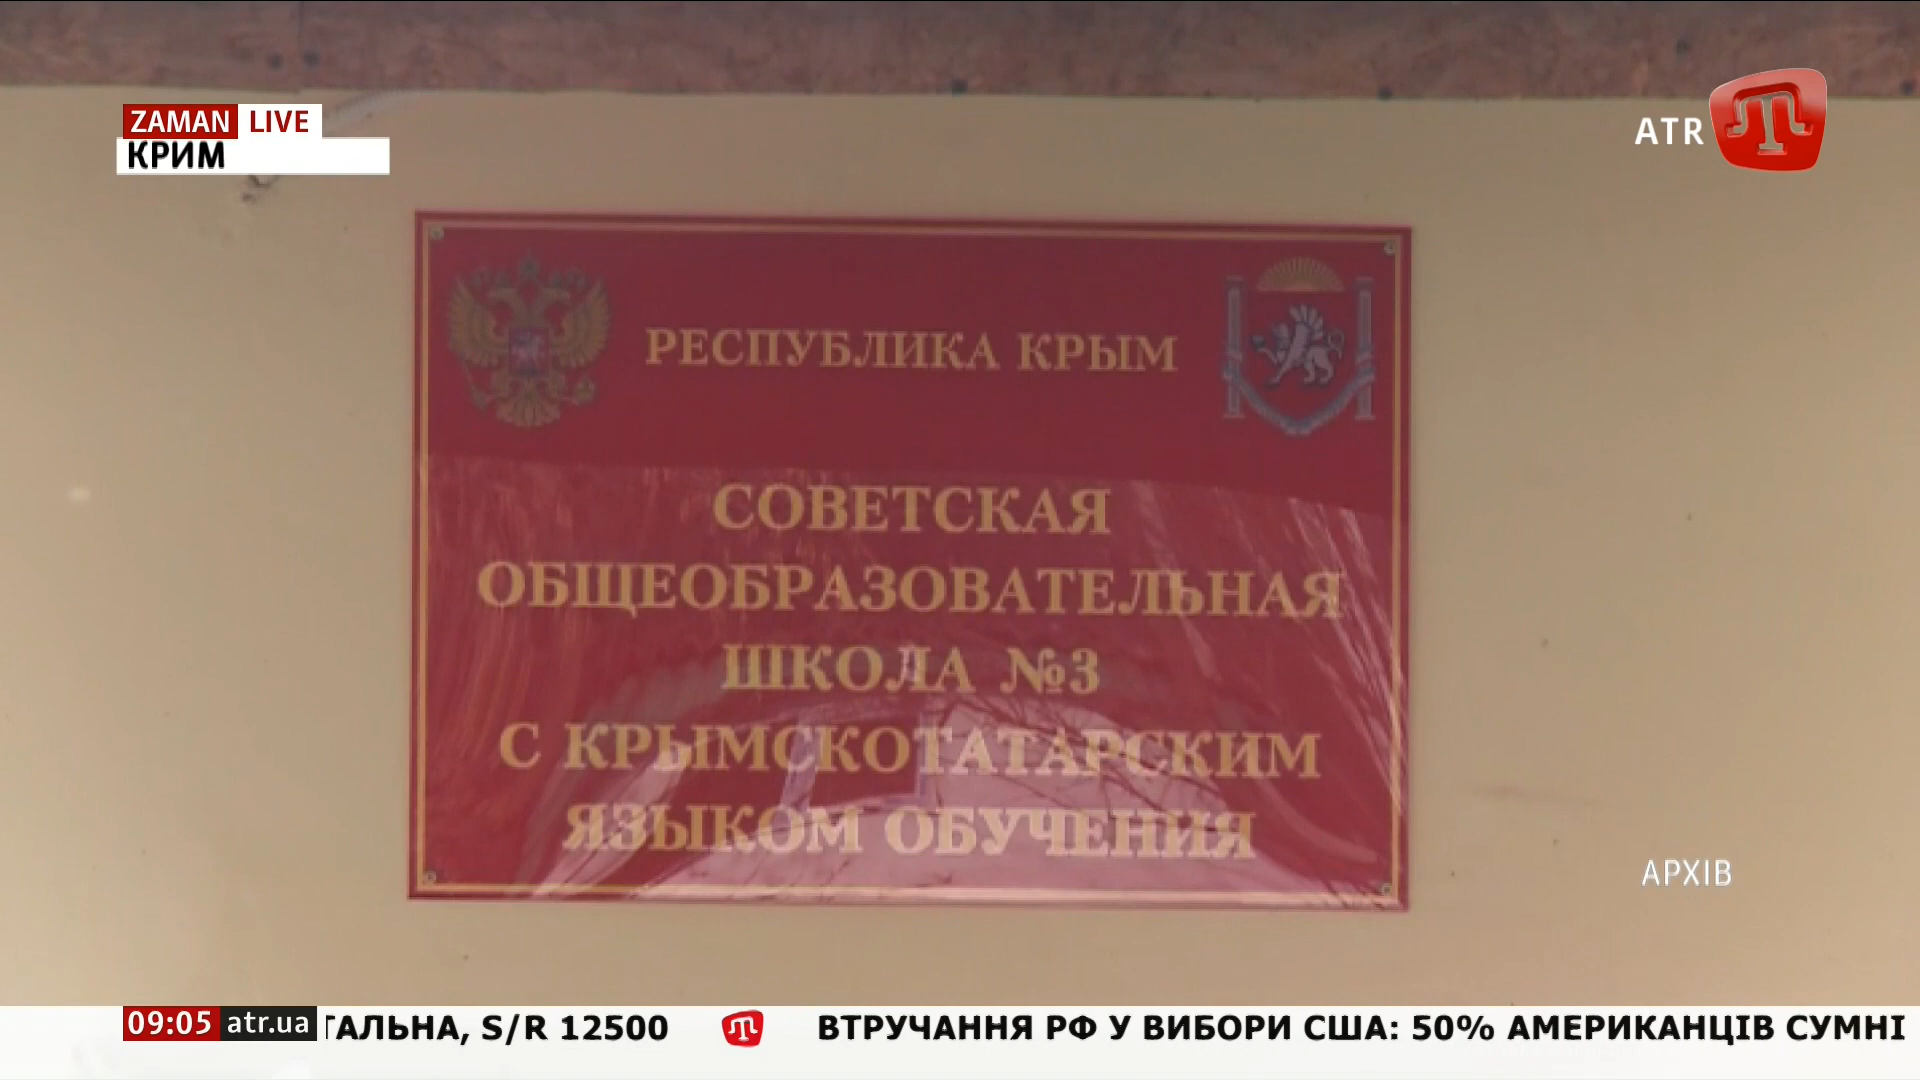 ZAMAN LIVE
КРИМ
ATR
РЕСПУБЛИКА КРЫМ
СОВЕТСКАЯ
ОБЩЕОБРАЗОВАТЕЛЬНАЯ
ШКОЛА №3
С КРЫМСКОТАТАРСКИМ
ЯЗЫКОМ ОБУЧЕНИЯ
АРХІВ
09:05 atr.ua ТАЛЬНА, S/R 12500 ВТРУЧАННЯ РФ У ВИБОРИ США: 50% АМЕРИКАНЦІВ СУМНІ